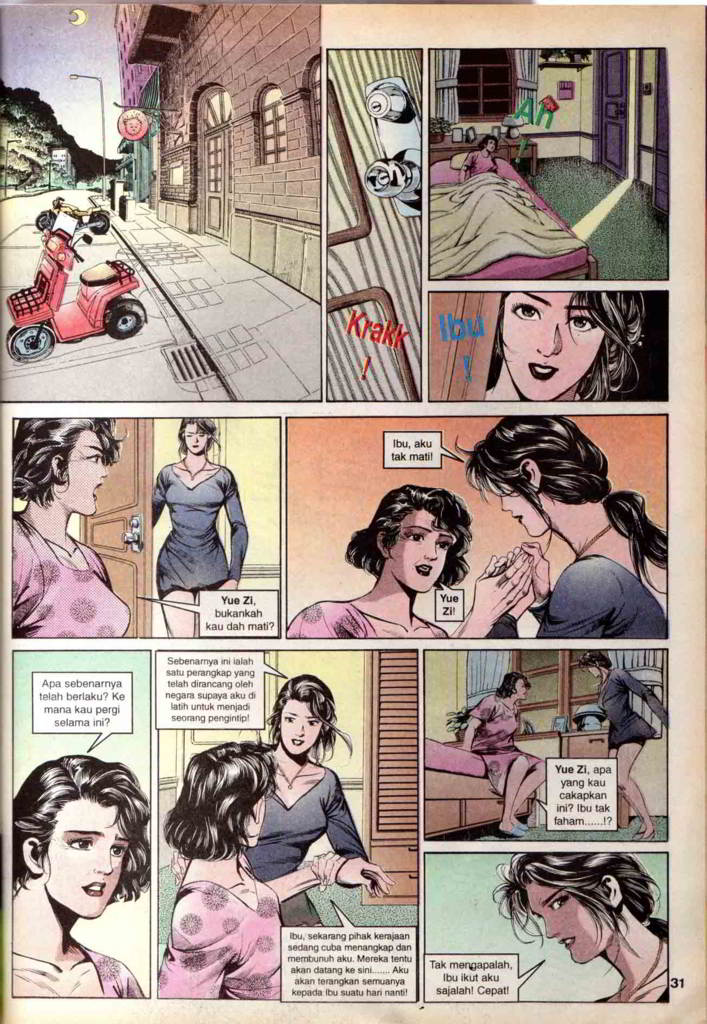 Krakk
!
Ah
!
Ibu
!
Yue Zi,
bukankah
kau dah mati?
Ibu, aku
tak mati!
Yue
Zi!
Apa sebenarnya
telah berlaku? Ke
mana kau pergi
selama ini?
Sebenarnya ini ialah
satu perangkap yang
telah dirancang oleh
negara supaya aku di
latih untuk menjadi
seorang pengintip!
Ibu, sekarang pihak kerajaan
sedang cuba menangkap dan
membunuh aku. Mereka tentu
akan datang ke sini....... Aku
akan terangkan semuanya
kepada Ibu suatu hari nanti!
Yue Zi, apa
yang kau
cakapkan
ini? Ibu tak
faham......!?
Tak mengapalah,
Ibu ikut aku
sajalah! Cepat!
31